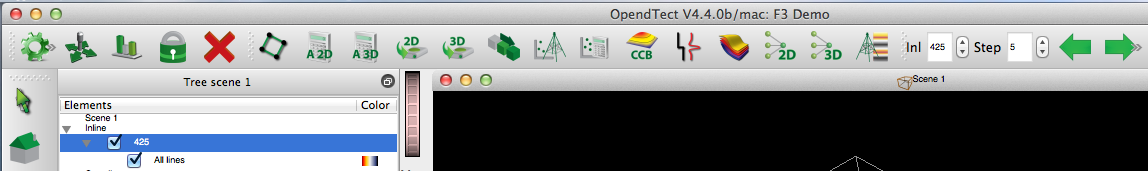 OpendTect V4.4.0b/mac: F3 Demo
A 2D A 3D 2D 3D CCB 2D 3D Inl 425 Step 5
Tree scene 1
Scene 1
Elements Color
Scene 1
Inline
425
All lines